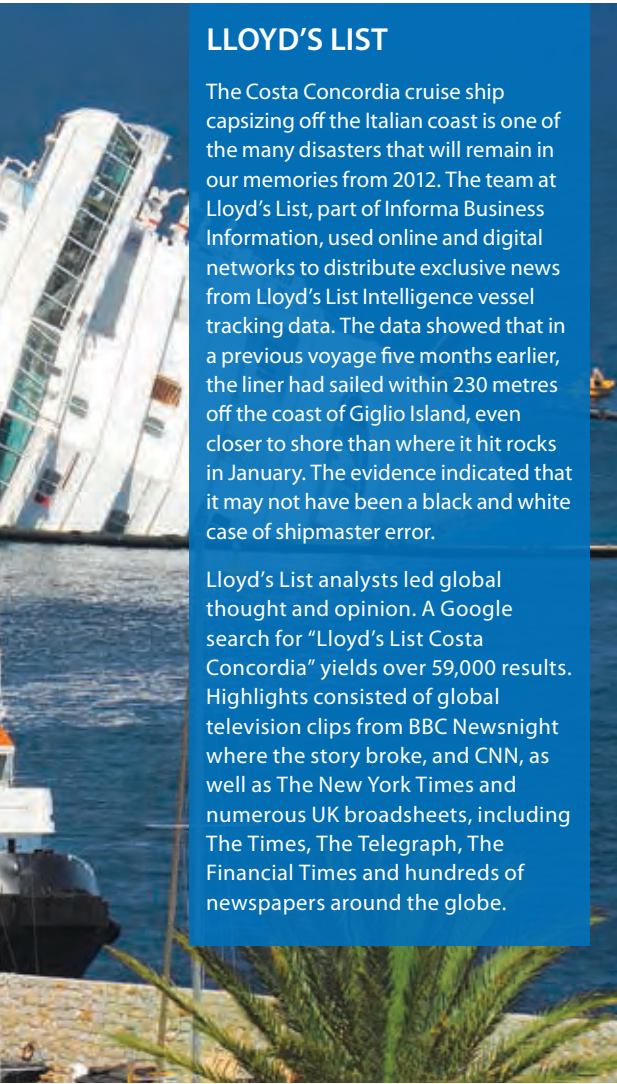 LLOYD’S LIST
The Costa Concordia cruise ship
capsizing off the Italian coast is one of
the many disasters that will remain in
our memories from 2012. The team at
Lloyd’s List, part of Informa Business
Information, used online and digital
networks to distribute exclusive news
from Lloyd’s List Intelligence vessel
tracking data. The data showed that in
a previous voyage five months earlier,
the liner had sailed within 230 metres
off the coast of Giglio Island, even
closer to shore than where it hit rocks
in January. The evidence indicated that
it may not have been a black and white
case of shipmaster error.
Lloyd’s List analysts led global
thought and opinion. A Google
search for “Lloyd’s List Costa
Concordia” yields over 59,000 results.
Highlights consisted of global
television clips from BBC Newsnight
where the story broke, and CNN, as
well as The New York Times and
numerous UK broadsheets, including
The Times, The Telegraph, The
Financial Times and hundreds of
newspapers around the globe.